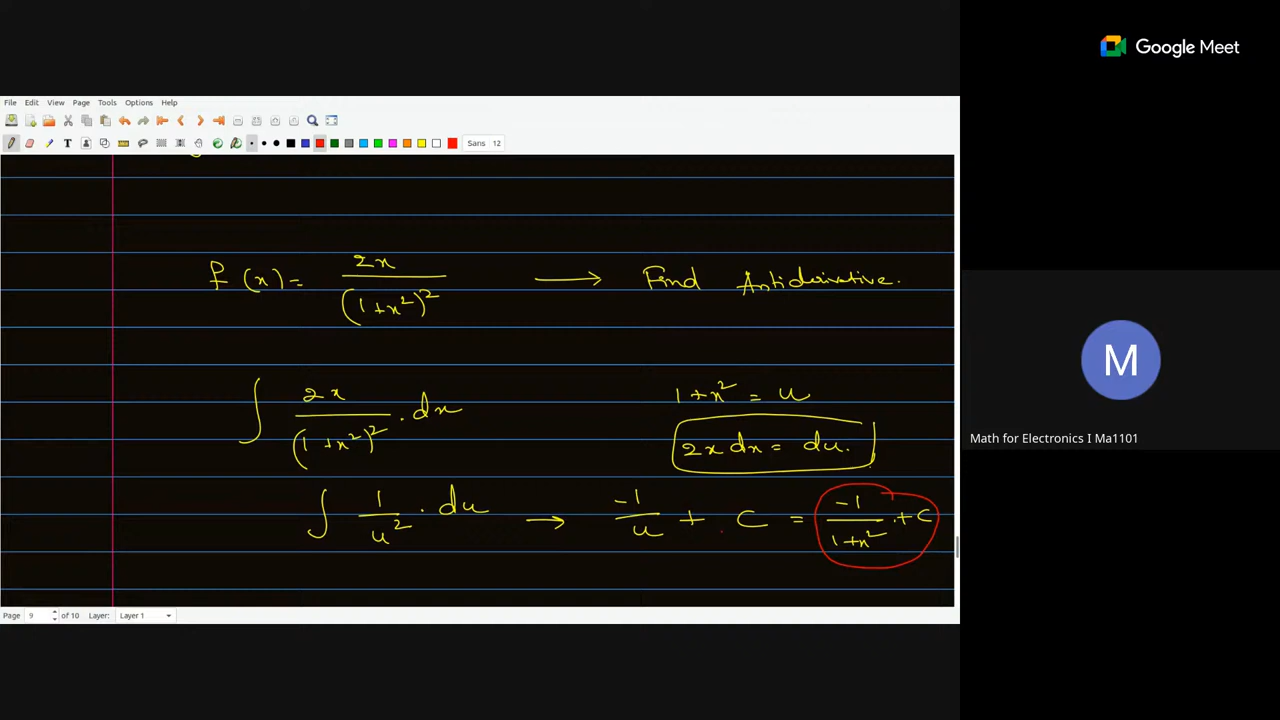 Google Meet
File Edit View Page Tools Options Help
Sans 12
f(x) = 2x / (1+x²)² → Find Antiderivative.
∫ 2x / (1+x²)² . dx
1+x² = u
2x dx = du.
∫ 1/u² . du → -1/u + C = -1/(1+x²) + C
M
Math for Electronics I Ma1101
Page 9 of 10 Layer: Layer 1